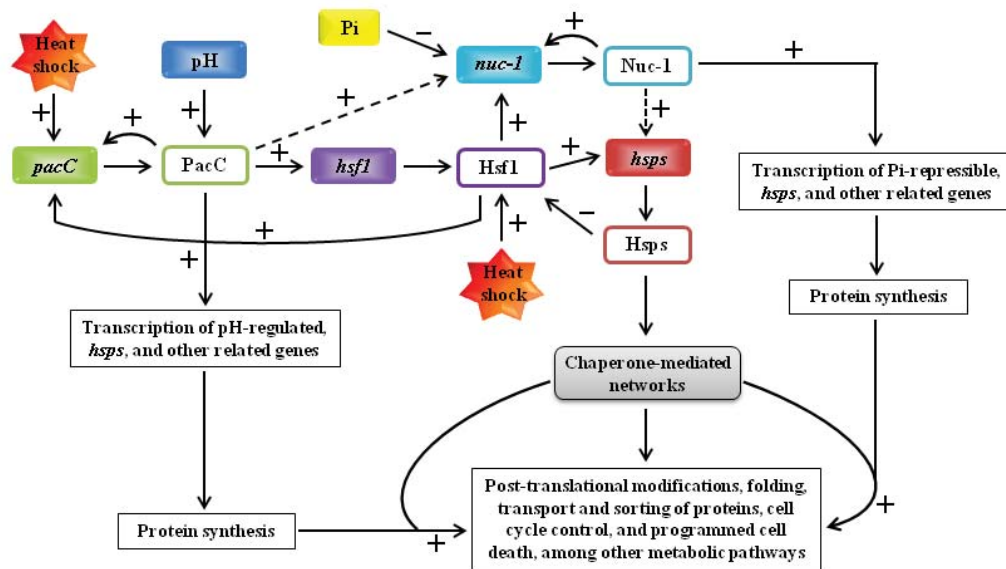 Heat
shock
pH
Pi
nuc-1
Nuc-1
pacC
PacC
hsf1
Hsf1
hsps
Hsps
Heat
shock
+
+
+
+
+
+
+
+
+
+
+
+
+
+
−
−
Transcription of Pi-repressible,
hsps, and other related genes
Protein synthesis
Transcription of pH-regulated,
hsps, and other related genes
Chaperone-mediated
networks
Protein synthesis
Post-translational modifications, folding,
transport and sorting of proteins, cell
cycle control, and programmed cell
death, among other metabolic pathways